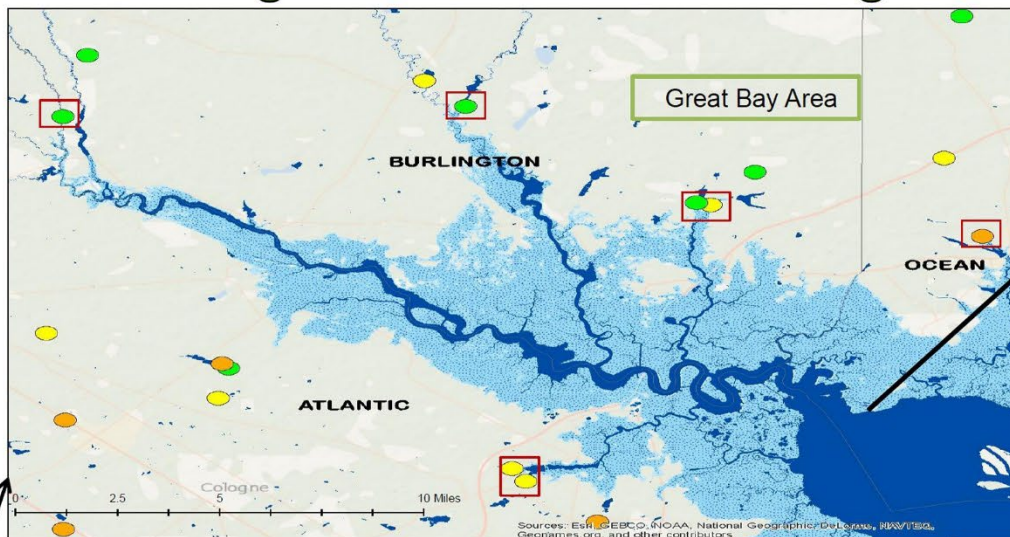 Great Bay Area
BURLINGTON
OCEAN
ATLANTIC
Cologne
0 2.5 5 10 Miles
Sources: Esri, GEBCO, NOAA, National Geographic, DeLorme, NAVTEQ,
Geonames.org, and other contributors